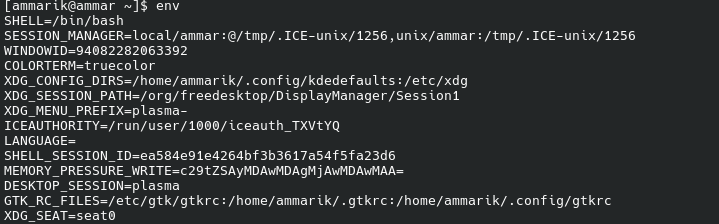 [ammarik@ammar ~]$ env
SHELL=/bin/bash
SESSION_MANAGER=local/ammar:@/tmp/.ICE-unix/1256,unix/ammar:/tmp/.ICE-unix/1256
WINDOWID=94082282063392
COLORTERM=truecolor
XDG_CONFIG_DIRS=/home/ammarik/.config/kdedefaults:/etc/xdg
XDG_SESSION_PATH=/org/freedesktop/DisplayManager/Session1
XDG_MENU_PREFIX=plasma-
ICEAUTHORITY=/run/user/1000/iceauth_TXVtYQ
LANGUAGE=
SHELL_SESSION_ID=ea584e91e4264bf3b3617a54f5fa23d6
MEMORY_PRESSURE_WRITE=c29tZSAyMDAwMDAgMjAwMDAwMAA=
DESKTOP_SESSION=plasma
GTK_RC_FILES=/etc/gtk/gtkrc:/home/ammarik/.gtkrc:/home/ammarik/.config/gtkrc
XDG_SEAT=seat0